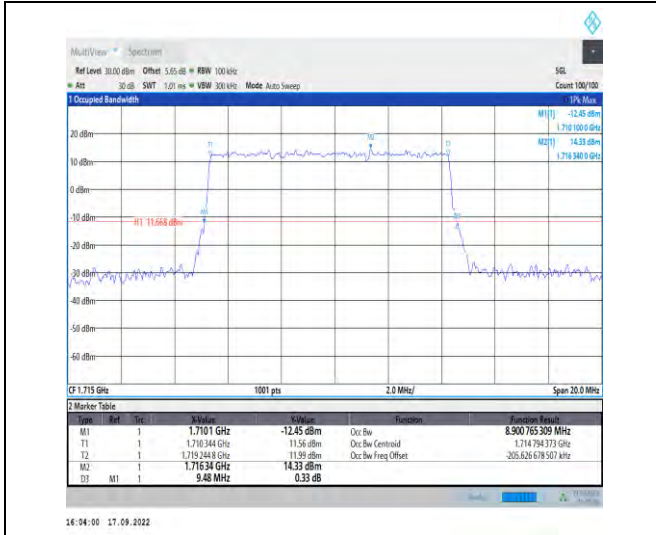 MultiView Spectrum
Ref Level 30.00 dBm Offset 5.65 dB RBW 100 kHz SGL
Att 30 dB SWT 1.01 ms VBW 300 kHz Mode Auto Sweep Count 100/100
1 Occupied Bandwidth 1Pk Max
M1[1] -12.45 dBm
1.710 100 0 GHz
M2[1] 14.33 dBm
1.716 340 0 GHz
20 dBm
M2
T1
10 dBm
0 dBm
-10 dBm
H1 -11.668 dBm
-20 dBm
-30 dBm
-40 dBm
-50 dBm
-60 dBm
CF 1.715 GHz 1001 pts 2.0 MHz/ Span 20.0 MHz
2 Marker Table
Type Ref Trc X-Value Y-Value Function Function Result
M1 1 1.7101 GHz -12.45 dBm Occ Bw 8.900 765 309 MHz
T1 1 1.710 344 GHz 11.56 dBm Occ Bw Centroid 1.714 794 373 GHz
T2 1 1.719 244 8 GHz 11.99 dBm Occ Bw Freq Offset -205.626 678 507 kHz
M2 1 1.716 34 GHz 14.33 dBm
D3 M1 1 9.48 MHz 0.33 dB
16:04:00 17.09.2022